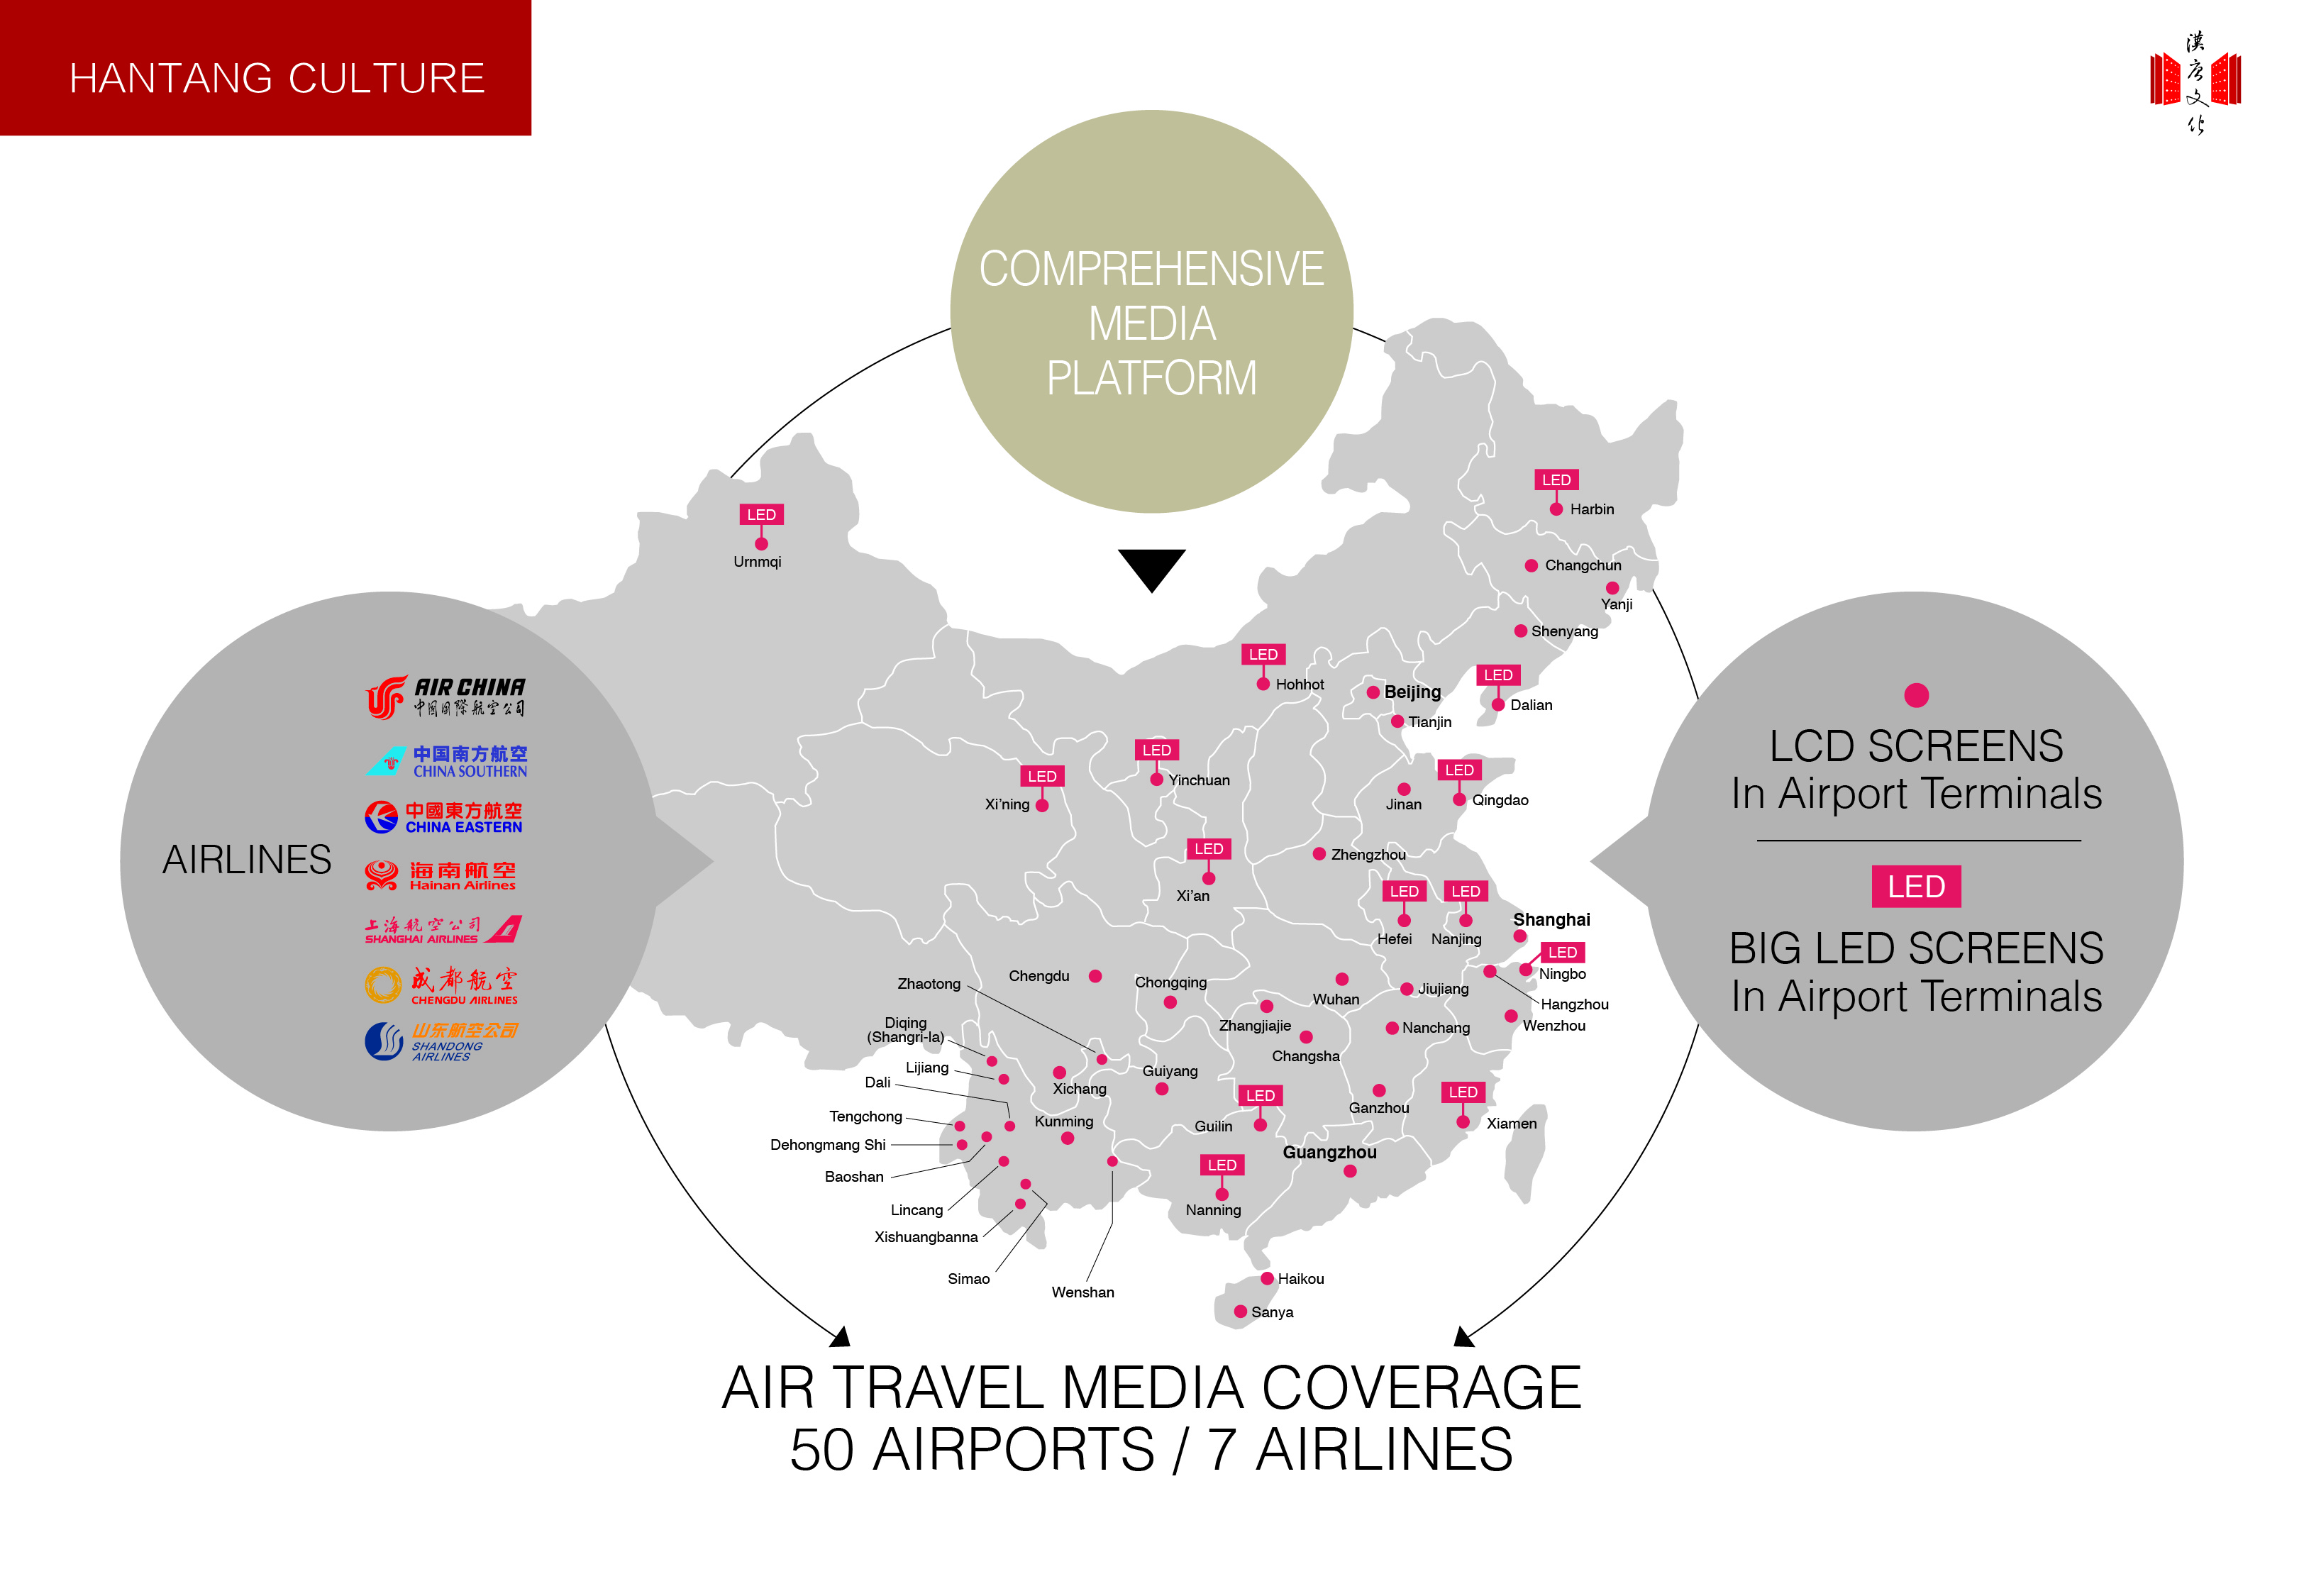 HANTANG CULTURE
漢
唐
文
化
COMPREHENSIVE
MEDIA
PLATFORM
AIRLINES
AIR CHINA
中国国際航空公司
中国南方航空
CHINA SOUTHERN
中國東方航空
CHINA EASTERN
海南航空
Hainan Airlines
上海航空公司
SHANGHAI AIRLINES
成都航空
CHENGDU AIRLINES
山东航空公司
SHANDONG
AIRLINES
LED
Urnmqi
LED
Harbin
Changchun
Yanji
Shenyang
LED
Hohhot
Beijing
LED
Dalian
Tianjin
LED
Yinchuan
LED
Xi’ning
Jinan
LED
Qingdao
LED
Xi’an
Zhengzhou
LED
Hefei
LED
Nanjing
Shanghai
LED
Ningbo
Hangzhou
Wenzhou
Chengdu
Chongqing
Zhaotong
Wuhan
Jiujiang
Zhangjiajie
Nanchang
Changsha
Diqing
(Shangri-la)
Lijiang
Dali
Xichang
Guiyang
Tengchong
Kunming
Dehongmang Shi
Baoshan
Lincang
Xishuangbanna
Simao
Wenshan
LED
Guilin
Ganzhou
LED
Xiamen
Guangzhou
LED
Nanning
Haikou
Sanya
LCD SCREENS
In Airport Terminals
LED
BIG LED SCREENS
In Airport Terminals
AIR TRAVEL MEDIA COVERAGE
50 AIRPORTS / 7 AIRLINES